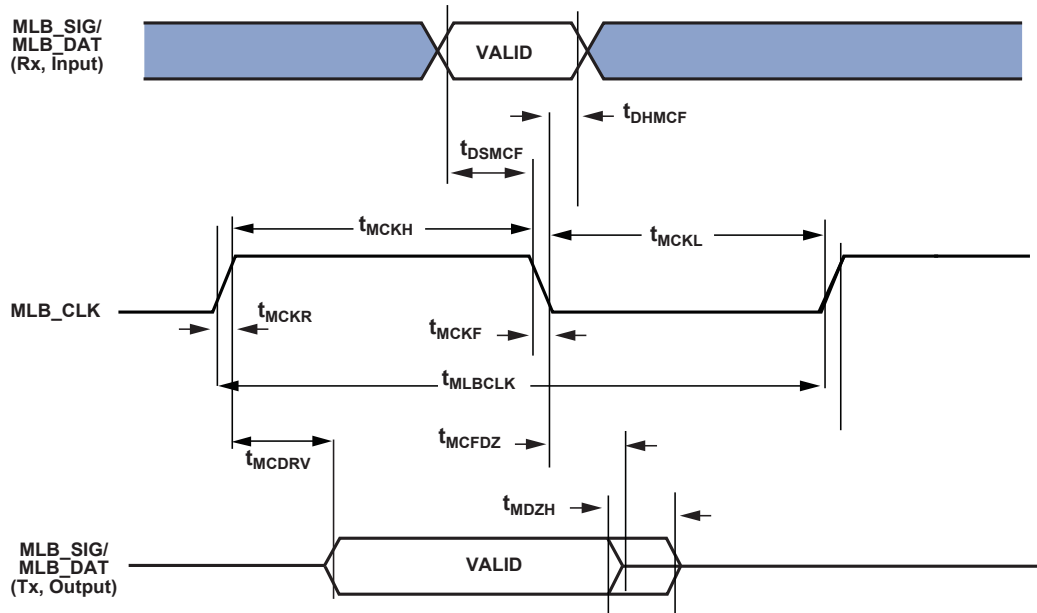 MLB_SIG/
MLB_DAT
(Rx, Input)
VALID
tDHMCF
tDSMCF
tMCKH
tMCKL
MLB_CLK
tMCKR
tMCKF
tMLBCLK
tMCFDZ
tMCDRV
tMDZH
MLB_SIG/
MLB_DAT
(Tx, Output)
VALID